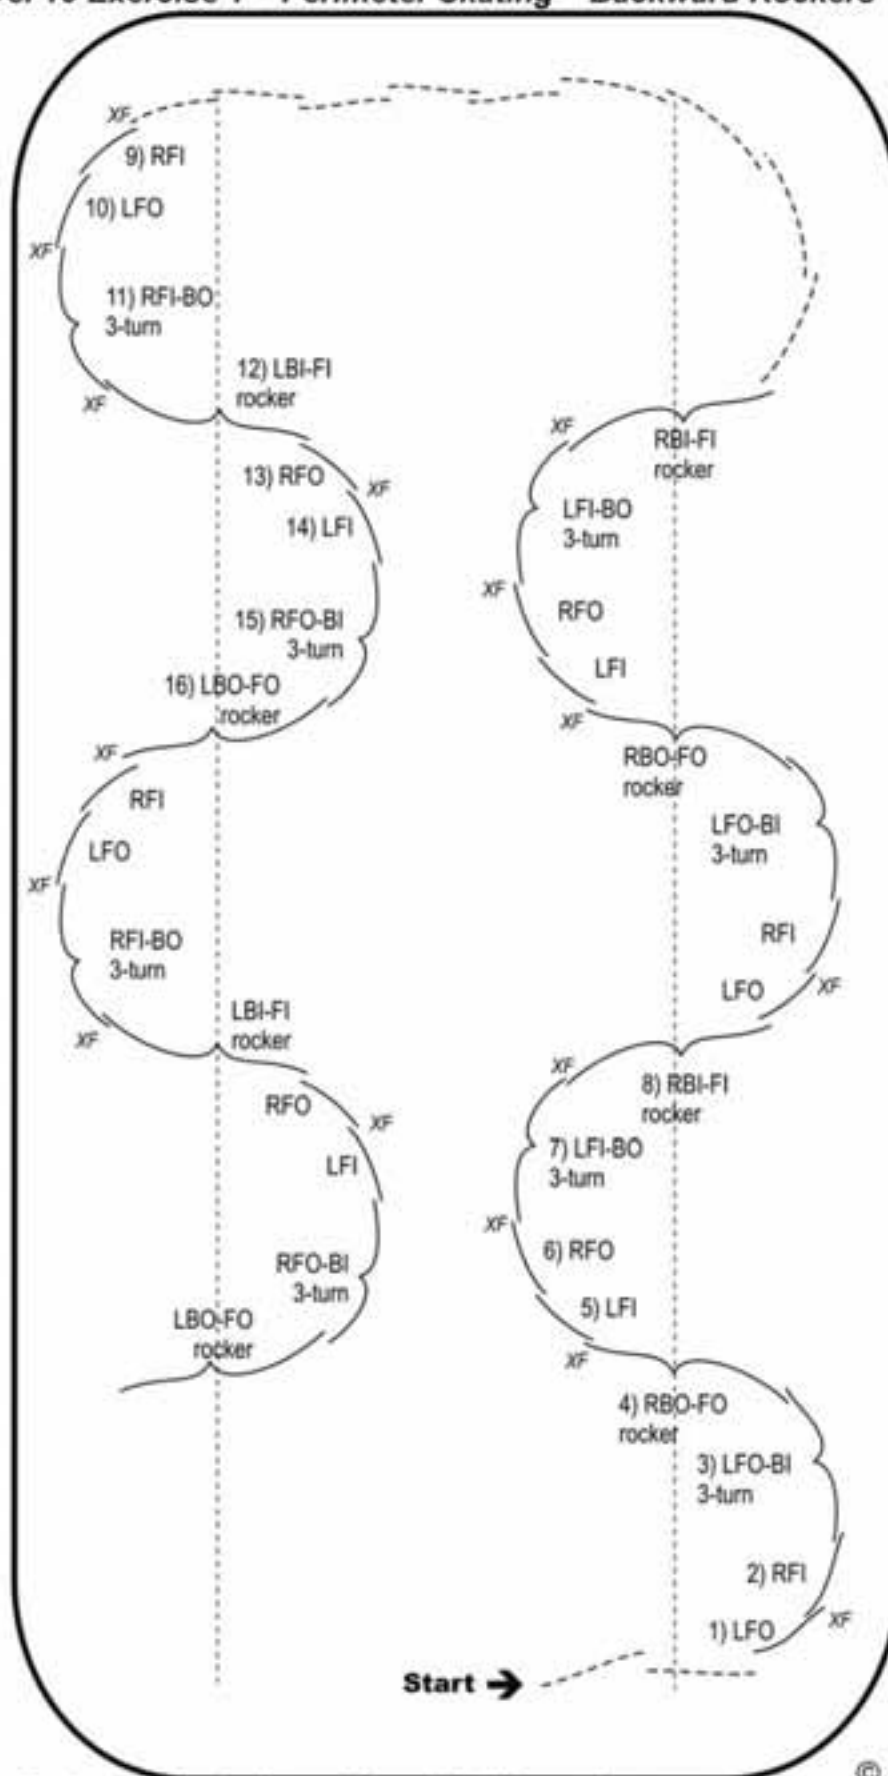 Exercise – Perimeter Skating – Backward Rockers
XF
9) RFI
10) LFO
XF
11) RFI-BO
3-turn
XF
12) LBI-FI
rocker
13) RFO
XF
14) LFI
15) RFO-BI
3-turn
16) LBO-FO
rocker
XF
RFI
LFO
XF
RFI-BO
3-turn
XF
LBI-FI
rocker
RFO
XF
LFI
RFO-BI
3-turn
LBO-FO
rocker
XF
RBI-FI
rocker
LFI-BO
3-turn
XF
RFO
LFI
XF
RBO-FO
rocker
LFO-BI
3-turn
RFI
LFO
XF
XF
8) RBI-FI
rocker
7) LFI-BO
3-turn
XF
6) RFO
5) LFI
XF
4) RBO-FO
rocker
3) LFO-BI
3-turn
2) RFI
1) LFO
XF
Start ➔
©